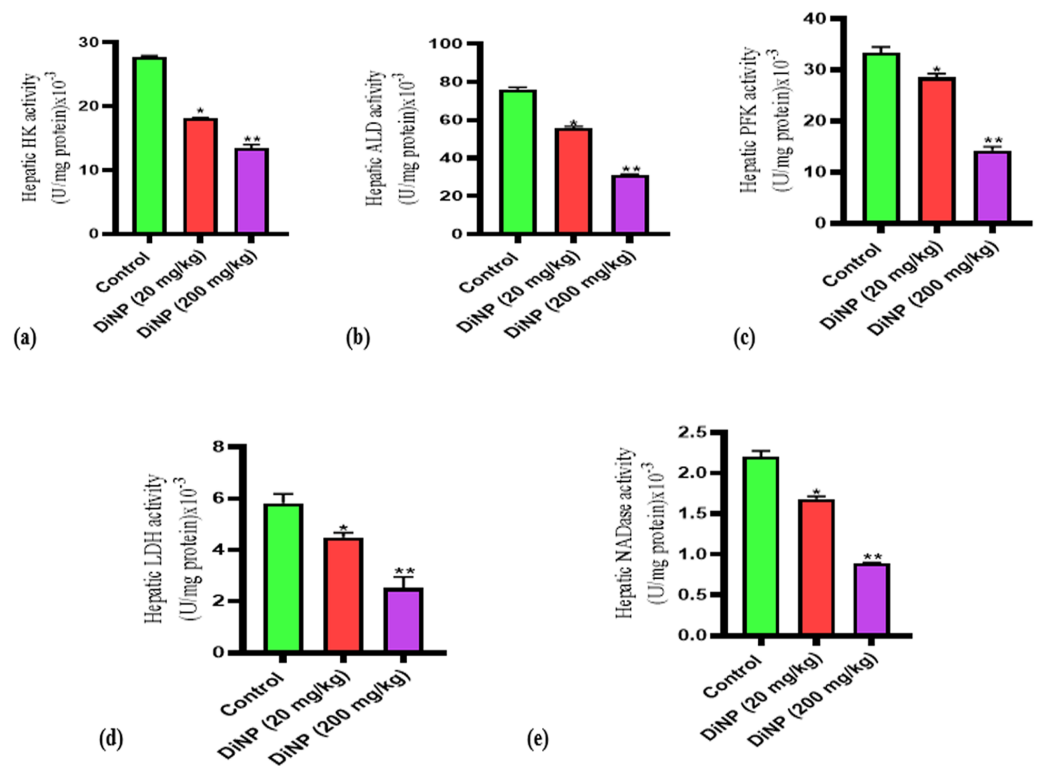 (a)
Hepatic HK activity
(U/mg protein)x10-3
30
20
10
0
*
**
Control
DiNP (20 mg/kg)
DiNP (200 mg/kg)
(b)
Hepatic ALD activity
(U/mg protein)x10-3
100
80
60
40
20
0
*
**
Control
DiNP (20 mg/kg)
DiNP (200 mg/kg)
(c)
Hepatic PFK activity
(U/mg protein)x10-3
40
30
20
10
0
*
**
Control
DiNP (20 mg/kg)
DiNP (200 mg/kg)
(d)
Hepatic LDH activity
(U/mg protein)x10-3
8
6
4
2
0
*
**
Control
DiNP (20 mg/kg)
DiNP (200 mg/kg)
(e)
Hepatic NADase activity
(U/mg protein)x10-3
2.5
2.0
1.5
1.0
0.5
0.0
*
**
Control
DiNP (20 mg/kg)
DiNP (200 mg/kg)